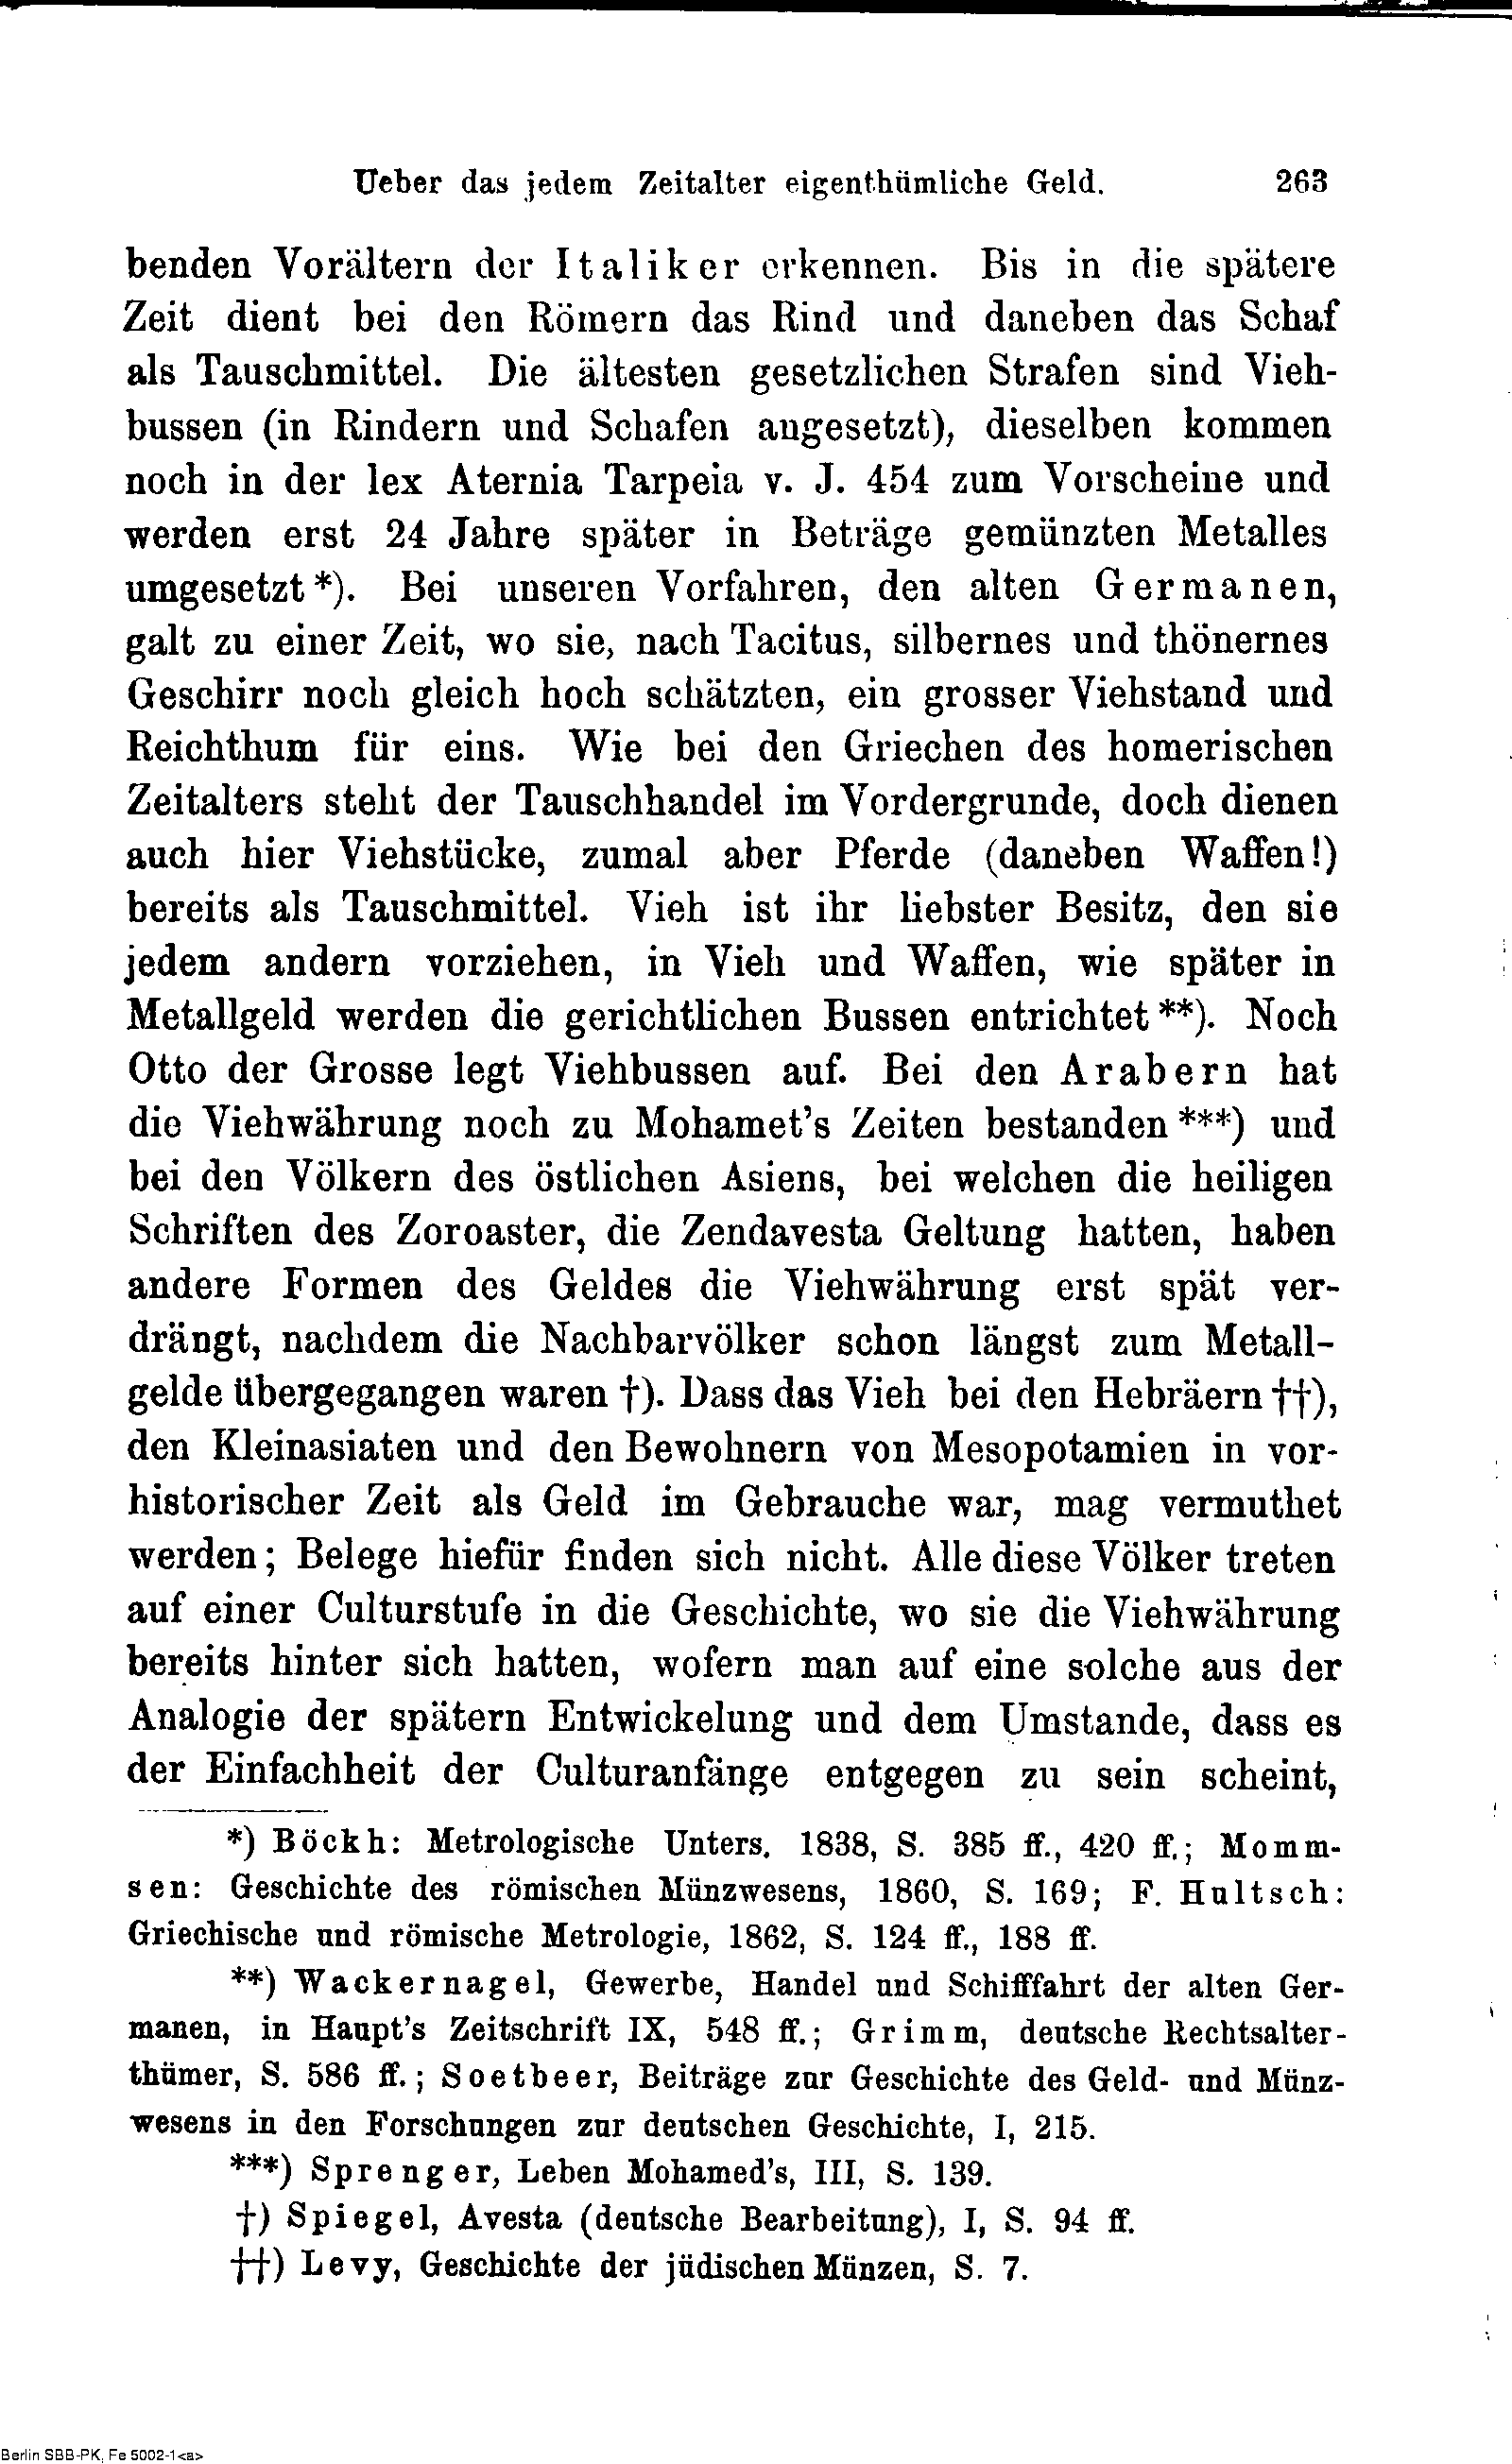 Ueber das jedem Zeitalter eigenthümliche Geld. 263
benden Vorältern der Italiker erkennen. Bis in die spätere
Zeit dient bei den Römern das Rind und daneben das Schaf
als Tauschmittel. Die ältesten gesetzlichen Strafen sind Vieh-
bussen (in Rindern und Schafen angesetzt), dieselben kommen
noch in der lex Aternia Tarpeia v. J. 454 zum Vorscheine und
werden erst 24 Jahre später in Beträge gemünzten Metalles
umgesetzt *). Bei unseren Vorfahren, den alten Germanen,
galt zu einer Zeit, wo sie, nach Tacitus, silbernes und thönernes
Geschirr noch gleich hoch schätzten, ein grosser Viehstand und
Reichthum für eins. Wie bei den Griechen des homerischen
Zeitalters steht der Tauschhandel im Vordergrunde, doch dienen
auch hier Viehstücke, zumal aber Pferde (daneben Waffen!)
bereits als Tauschmittel. Vieh ist ihr liebster Besitz, den sie
jedem andern vorziehen, in Vieh und Waffen, wie später in
Metallgeld werden die gerichtlichen Bussen entrichtet **). Noch
Otto der Grosse legt Viehbussen auf. Bei den Arabern hat
die Viehwährung noch zu Mohamet's Zeiten bestanden ***) und
bei den Völkern des östlichen Asiens, bei welchen die heiligen
Schriften des Zoroaster, die Zendavesta Geltung hatten, haben
andere Formen des Geldes die Viehwährung erst spät ver-
drängt, nachdem die Nachbarvölker schon längst zum Metall-
gelde übergegangen waren †). Dass das Vieh bei den Hebräern ††),
den Kleinasiaten und den Bewohnern von Mesopotamien in vor-
historischer Zeit als Geld im Gebrauche war, mag vermuthet
werden; Belege hiefür finden sich nicht. Alle diese Völker treten
auf einer Culturstufe in die Geschichte, wo sie die Viehwährung
bereits hinter sich hatten, wofern man auf eine solche aus der
Analogie der spätern Entwickelung und dem Umstande, dass es
der Einfachheit der Culturanfänge entgegen zu sein scheint,
*) Böckh: Metrologische Unters. 1838, S. 385 ff., 420 ff.; Momm-
sen: Geschichte des römischen Münzwesens, 1860, S. 169; F. Hultsch:
Griechische und römische Metrologie, 1862, S. 124 ff., 188 ff.
**) Wackernagel, Gewerbe, Handel und Schifffahrt der alten Ger-
manen, in Haupt's Zeitschrift IX, 548 ff.; Grimm, deutsche Rechtsalter-
thümer, S. 586 ff.; Soetbeer, Beiträge zur Geschichte des Geld- und Münz-
wesens in den Forschungen zur deutschen Geschichte, I, 215.
***) Sprenger, Leben Mohamed's, III, S. 139.
†) Spiegel, Avesta (deutsche Bearbeitung), I, S. 94 ff.
††) Levy, Geschichte der jüdischen Münzen, S. 7.
Berlin SBB-PK, Fe 5002-1<a>